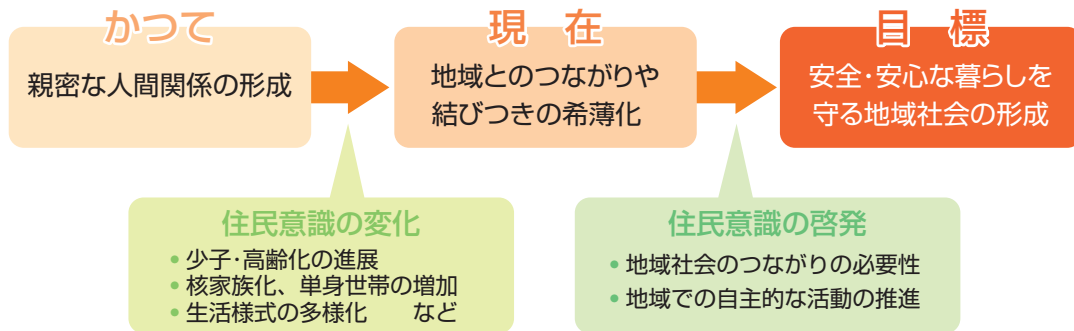 かつて
親密な人間関係の形成
現 在
地域とのつながりや
結びつきの希薄化
目 標
安全・安心な暮らしを
守る地域社会の形成
住民意識の変化
• 少子・高齢化の進展
• 核家族化、単身世帯の増加
• 生活様式の多様化 など
住民意識の啓発
• 地域社会のつながりの必要性
• 地域での自主的な活動の推進